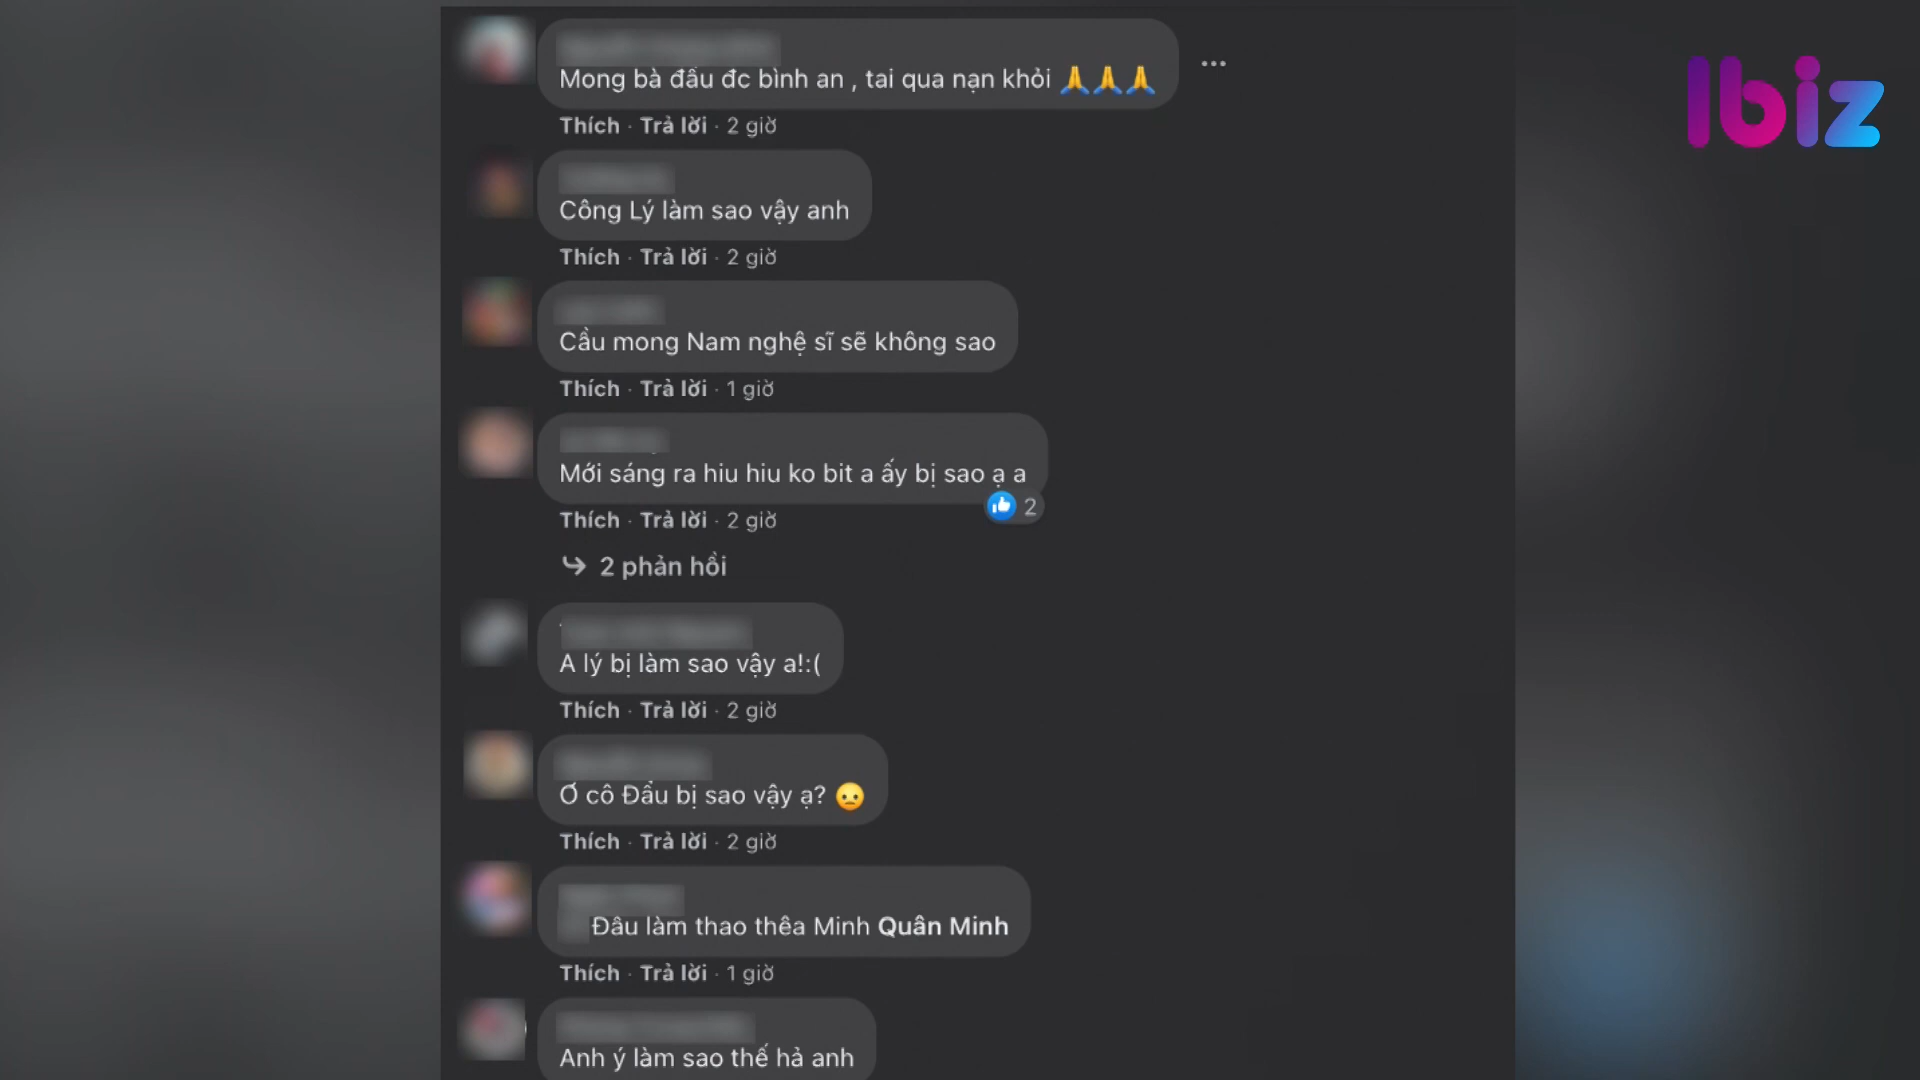 Ibiz
Mong bà đẩu đc bình an , tai qua nạn khỏi 🙏🙏🙏
Thích · Trả lời · 2 giờ
Công Lý làm sao vậy anh
Thích · Trả lời · 2 giờ
Cầu mong Nam nghệ sĩ sẽ không sao
Thích · Trả lời · 1 giờ
Mới sáng ra hiu hiu ko bit a ấy bị sao ạ a
2
Thích · Trả lời · 2 giờ
2 phản hồi
A lý bị làm sao vậy a!:(
Thích · Trả lời · 2 giờ
Ớ cô Đẩu bị sao vậy ạ? 😳
Thích · Trả lời · 2 giờ
Đâu làm thao thêa Minh Quân Minh
Thích · Trả lời · 1 giờ
Anh ý làm sao thế hả anh